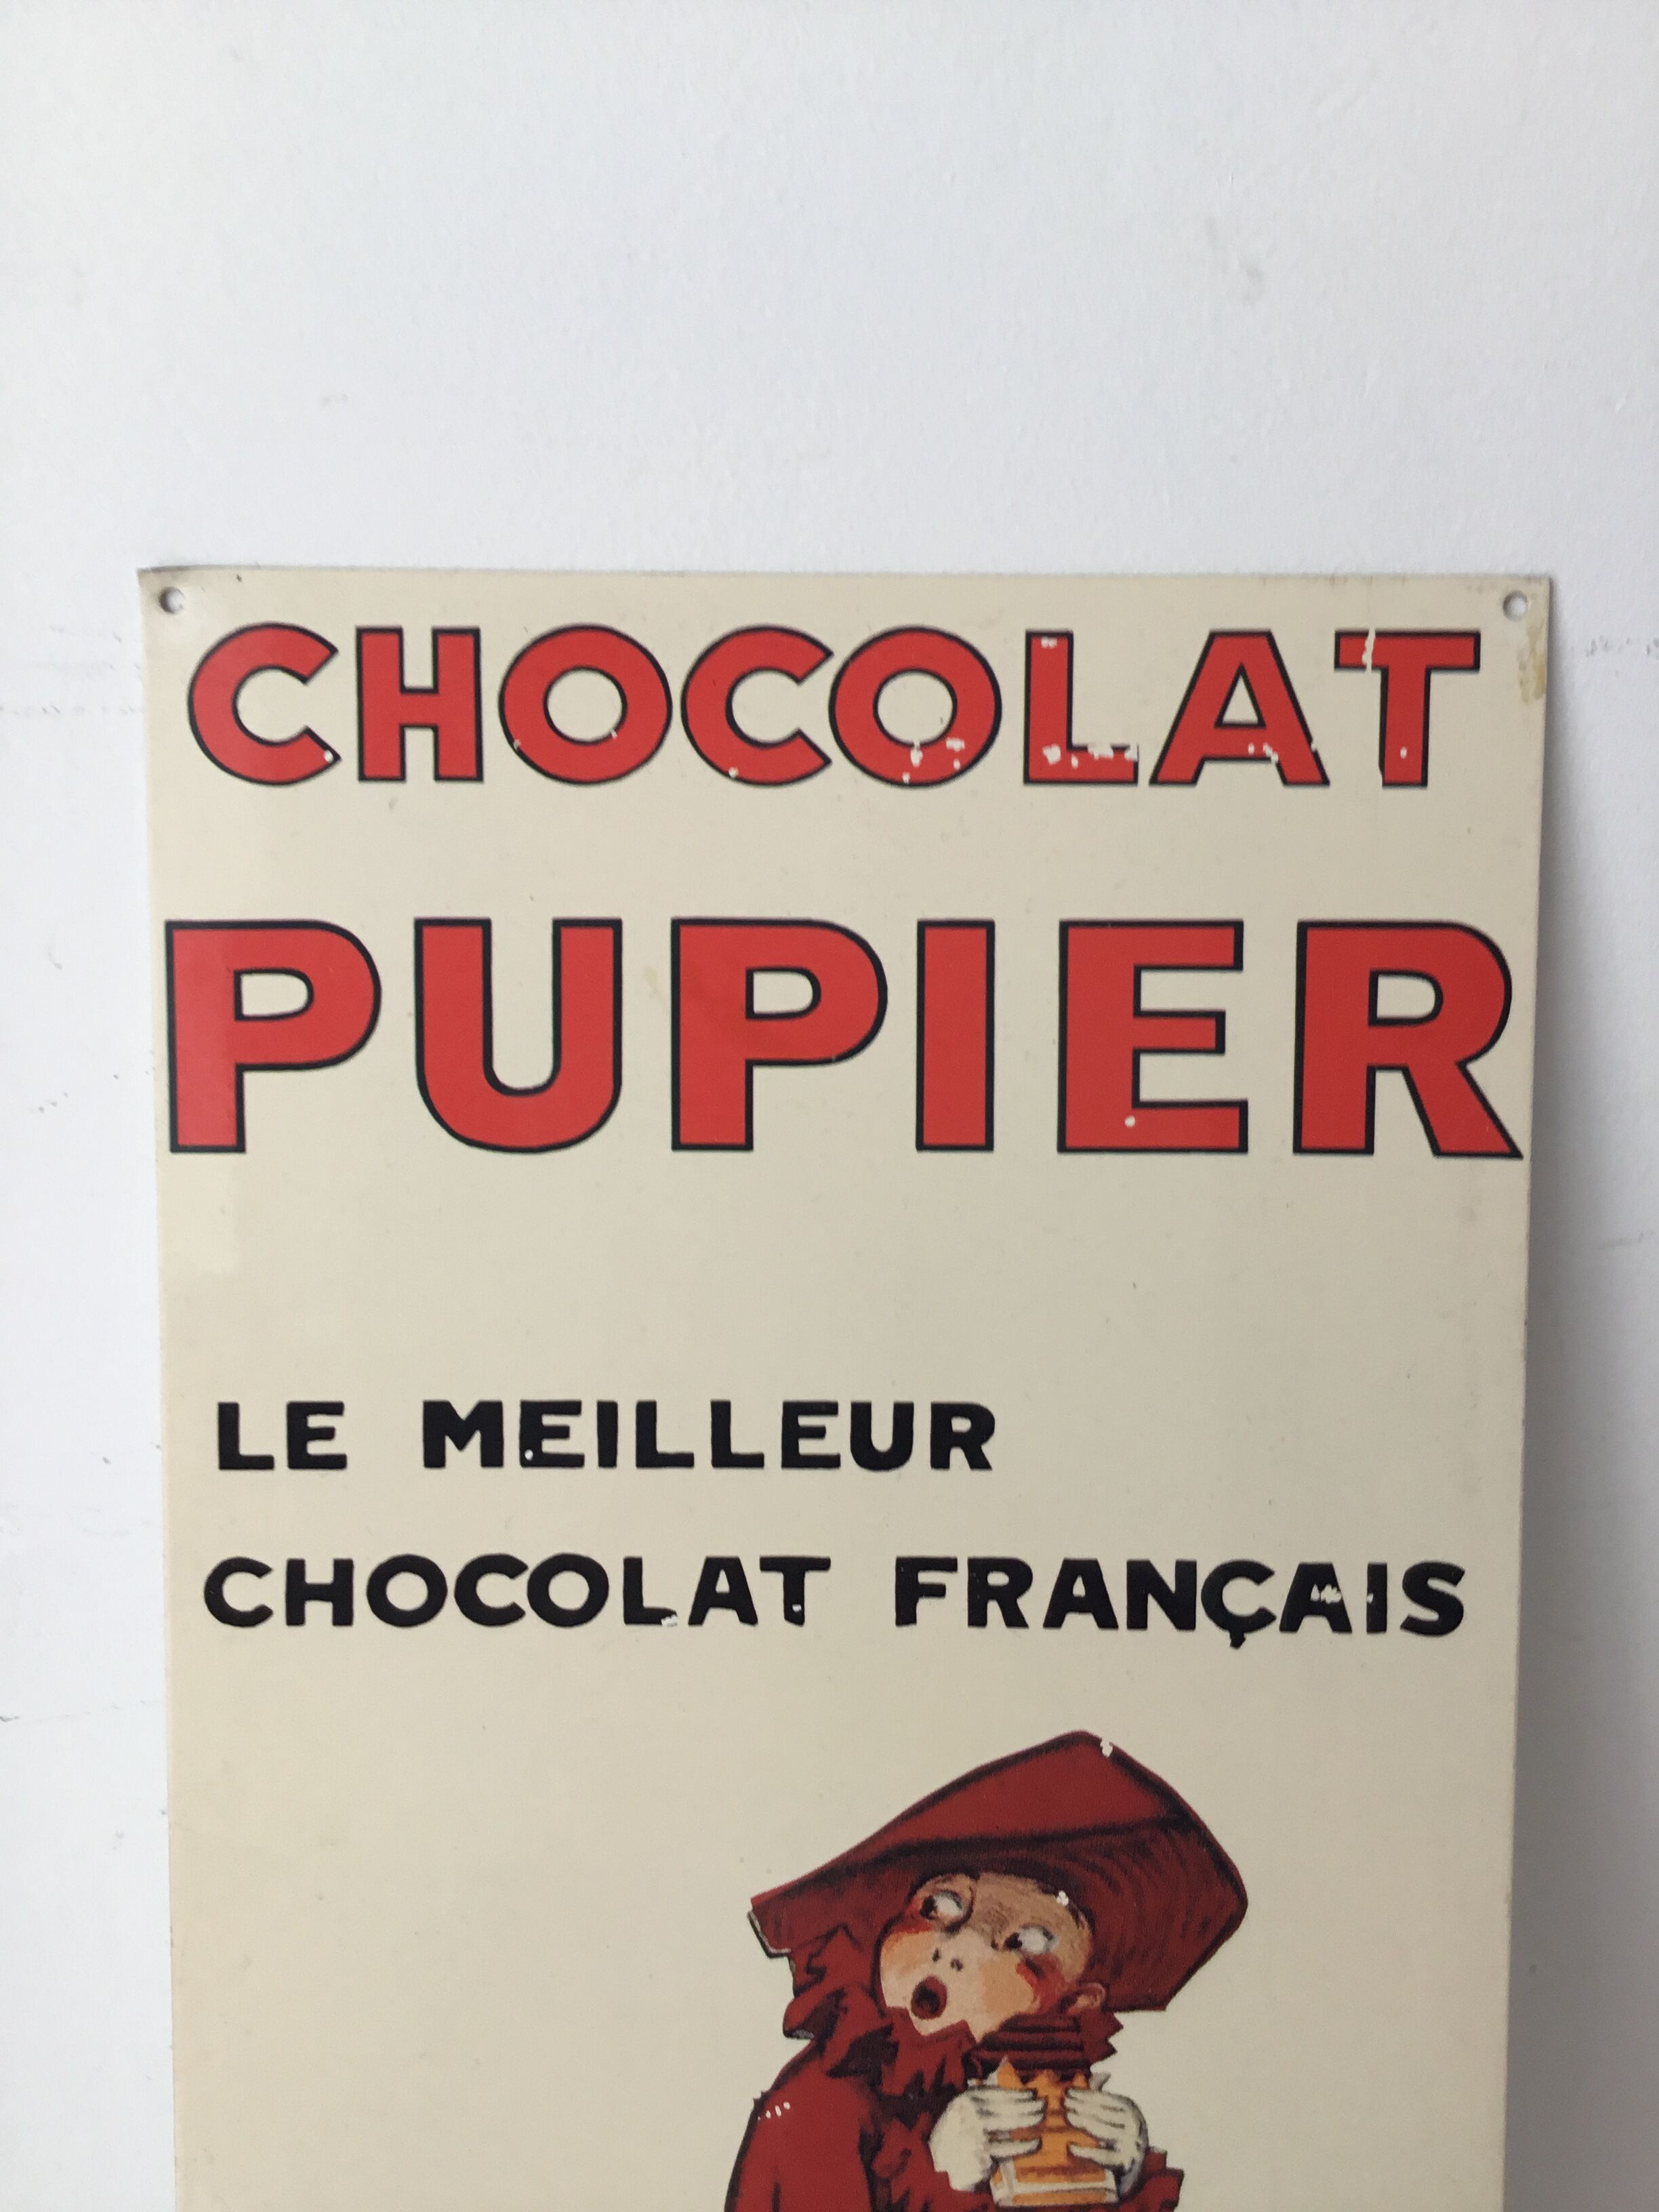 CHOCOLAT
PUPIER
LE MEILLEUR
CHOCOLAT FRANÇAIS